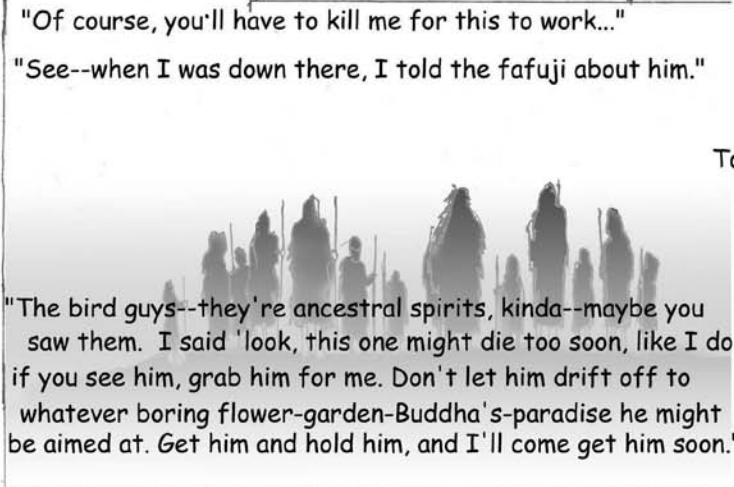 "Of course, you'll have to kill me for this to work..."
"See--when I was down there, I told the fafuji about him."
To
"The bird guys--they're ancestral spirits, kinda--maybe you
saw them. I said 'look, this one might die too soon, like I do
if you see him, grab him for me. Don't let him drift off to
whatever boring flower-garden-Buddha's-paradise he might
be aimed at. Get him and hold him, and I'll come get him soon.'